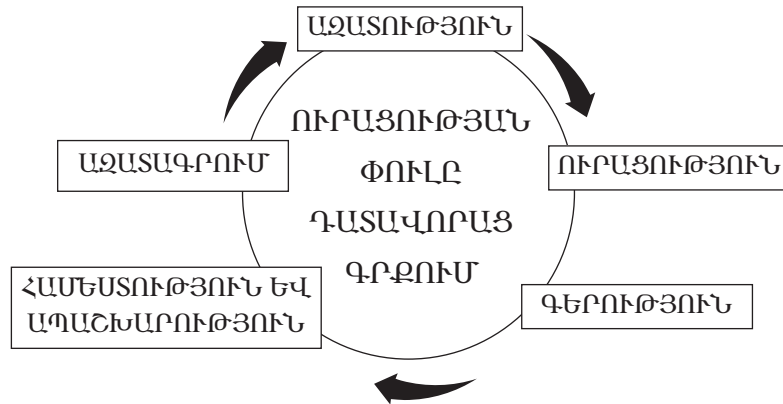 ԱԶԱՏՈՒԹՅՈՒՆ
ՈՒՐԱՑՈՒԹՅԱՆ
ՓՈՒԼԸ
ԴԱՏԱՎՈՐԱՑ
ԳՐՔՈՒՄ
ՈՒՐԱՑՈՒԹՅՈՒՆ
ԳԵՐՈՒԹՅՈՒՆ
ՀԱՄԵՍՏՈՒԹՅՈՒՆ ԵՎ
ԱՊԱՇԽԱՐՈՒԹՅՈՒՆ
ԱԶԱՏԱԳՐՈՒՄ